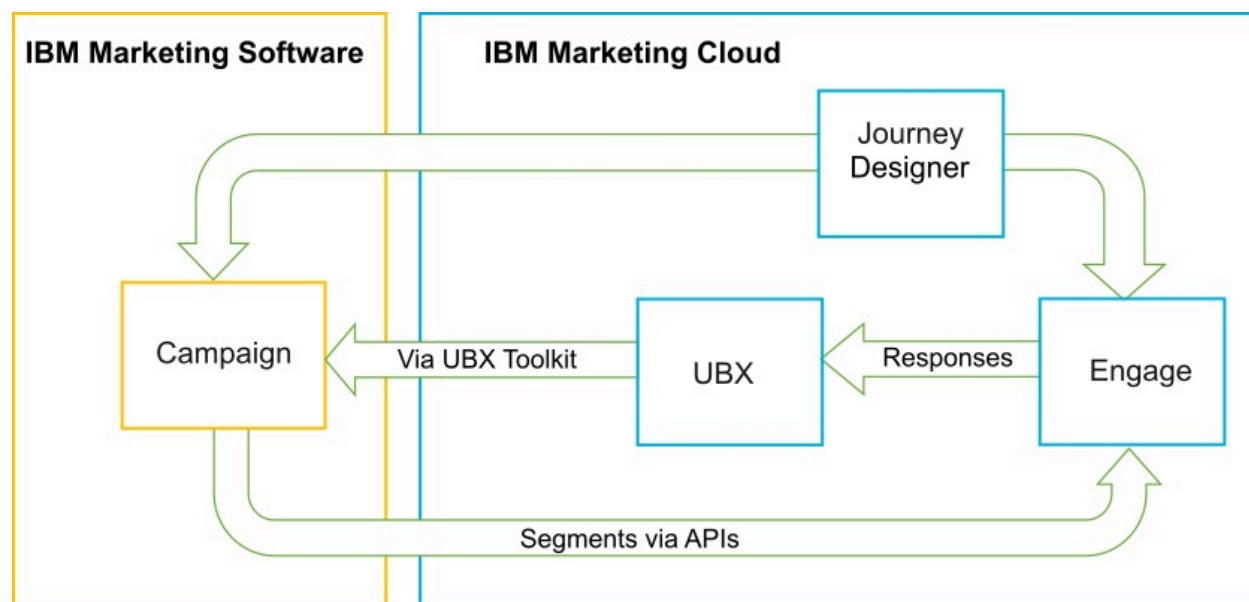 IBM Marketing Software
IBM Marketing Cloud
Journey
Designer
Campaign
Via UBX Toolkit
UBX
Responses
Engage
Segments via APIs